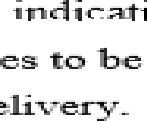 indicati
es to be
elivery.